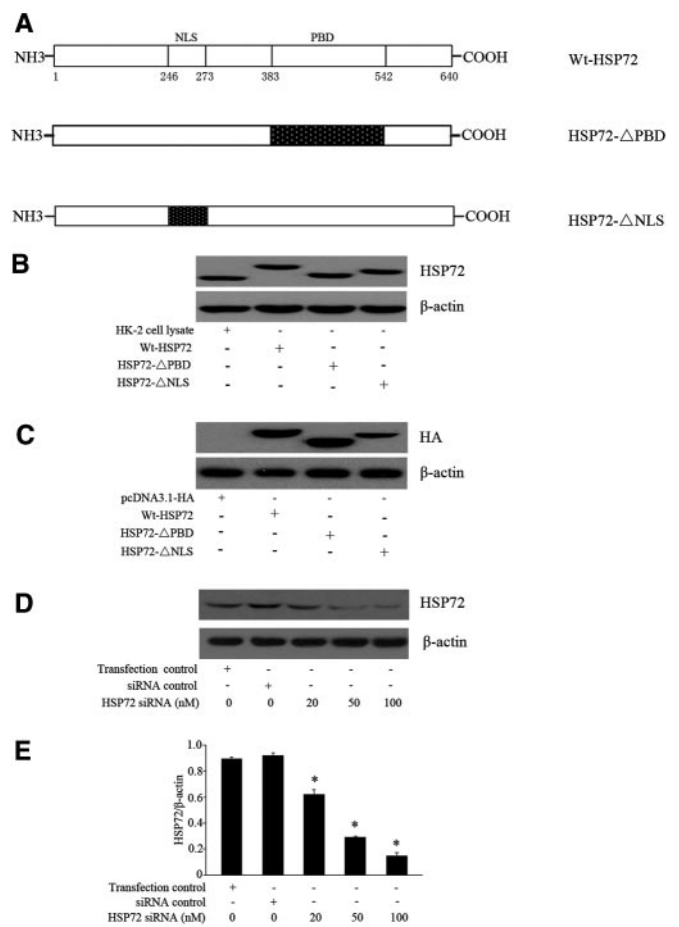 A
NLS PBD
NH3 COOH Wt-HSP72
1 246 273 383 542 640
NH3 COOH HSP72-△PBD
NH3 COOH HSP72-△NLS
B
HSP72
β-actin
HK-2 cell lysate + - - -
Wt-HSP72 - + - -
HSP72-△PBD - - + -
HSP72-△NLS - - - +
C
HA
β-actin
pcDNA3.1-HA + - - -
Wt-HSP72 - + - -
HSP72-△PBD - - + -
HSP72-△NLS - - - +
D
HSP72
β-actin
Transfection control + - - - -
siRNA control - + - - -
HSP72 siRNA (nM) 0 0 20 50 100
E
HSP72/β-actin
1.0
0.8
0.6
0.4
0.2
0
* * *
Transfection control + - - - -
siRNA control - + - - -
HSP72 siRNA (nM) 0 0 20 50 100